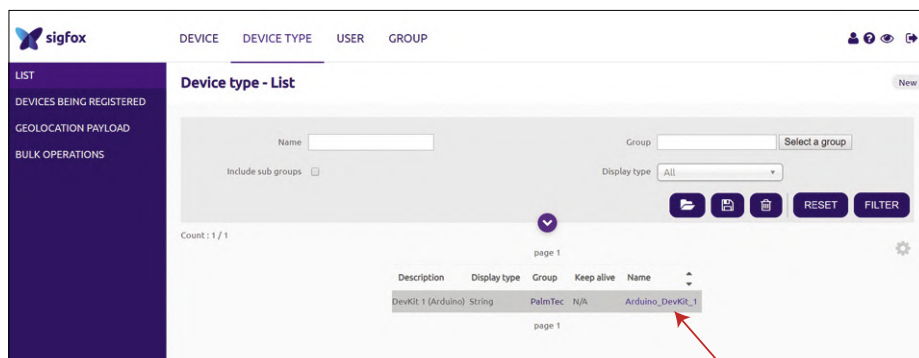 sigfox
DEVICE DEVICE TYPE USER GROUP
LIST
DEVICES BEING REGISTERED
GEOLOCATION PAYLOAD
BULK OPERATIONS
Device type - List
New
Name
Group
Select a group
Include sub groups
Display type
All
RESET
FILTER
Count : 1 / 1
page 1
Description Display type Group Keep alive Name
DevKit 1 (Arduino) String PalmTec N/A Arduino_DevKit_1
page 1